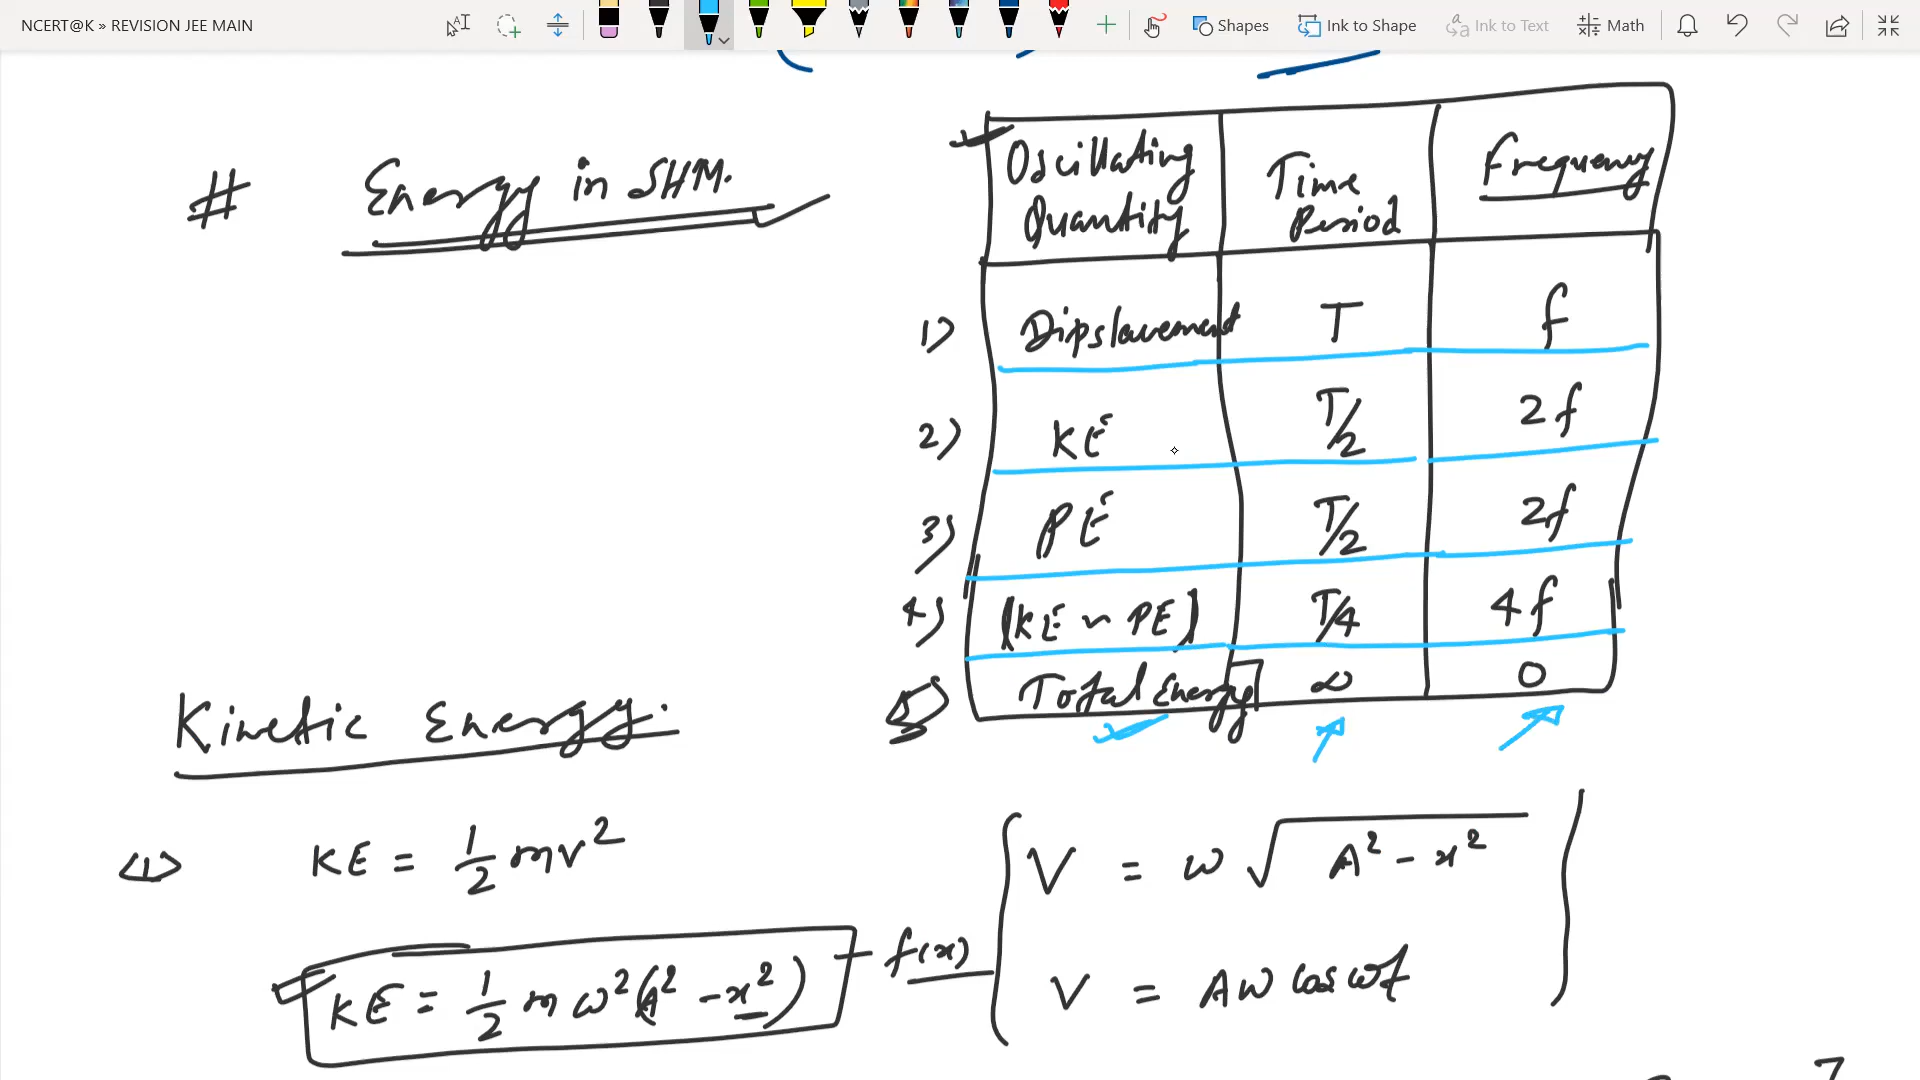 NCERT@K » REVISION JEE MAIN
Shapes
Ink to Shape
Ink to Text
Math
# Energy in SHM.
Oscillating Quantity | Time Period | Frequency
1) Dipslavement | T | f
2) KE | T/2 | 2f
3) PE | T/2 | 2f
4) (KE ~ PE) | T/4 | 4f
5) Total Energy | ∞ | 0
Kinetic Energy.
<1> KE = 1/2 mv²
V = ω √(A² - x²)
KE = 1/2 m ω² (A² - x²) - f(x)
V = Aω cos ωt